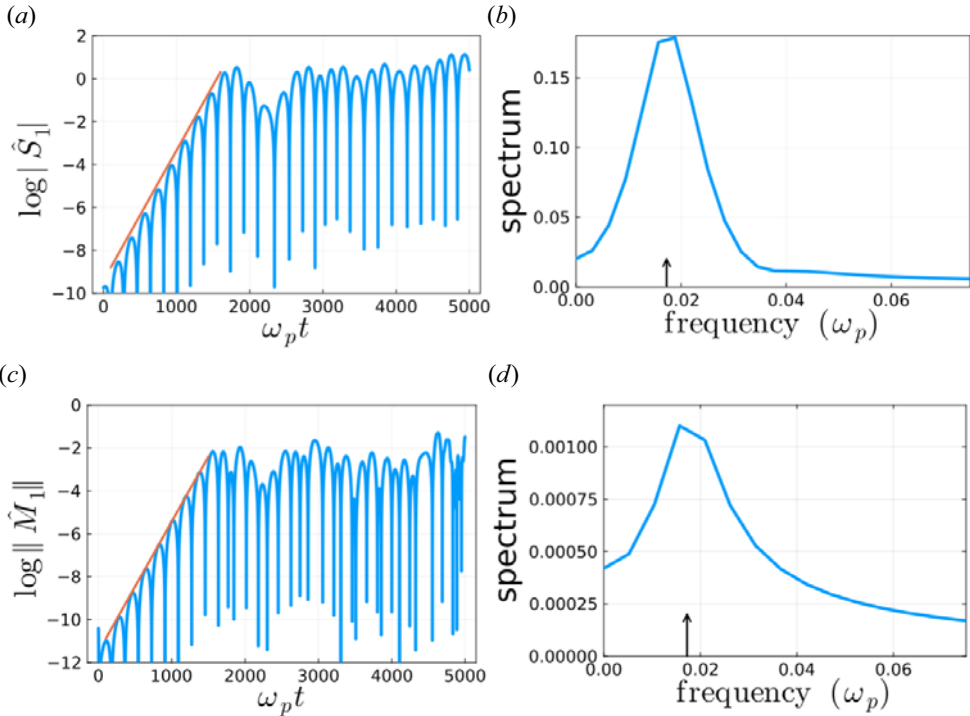 (a)
2
0
−2
−4
−6
−8
−10
log | Ŝ₁|
0 1000 2000 3000 4000 5000
ωₚt
(b)
0.15
0.10
0.05
0.00
spectrum
0.00 0.02 0.04 0.06
frequency (ωₚ)
(c)
0
−2
−4
−6
−8
−10
−12
log‖ M̂₁‖
0 1000 2000 3000 4000 5000
ωₚt
(d)
0.00100
0.00075
0.00050
0.00025
0.00000
spectrum
0.00 0.02 0.04 0.06
frequency (ωₚ)